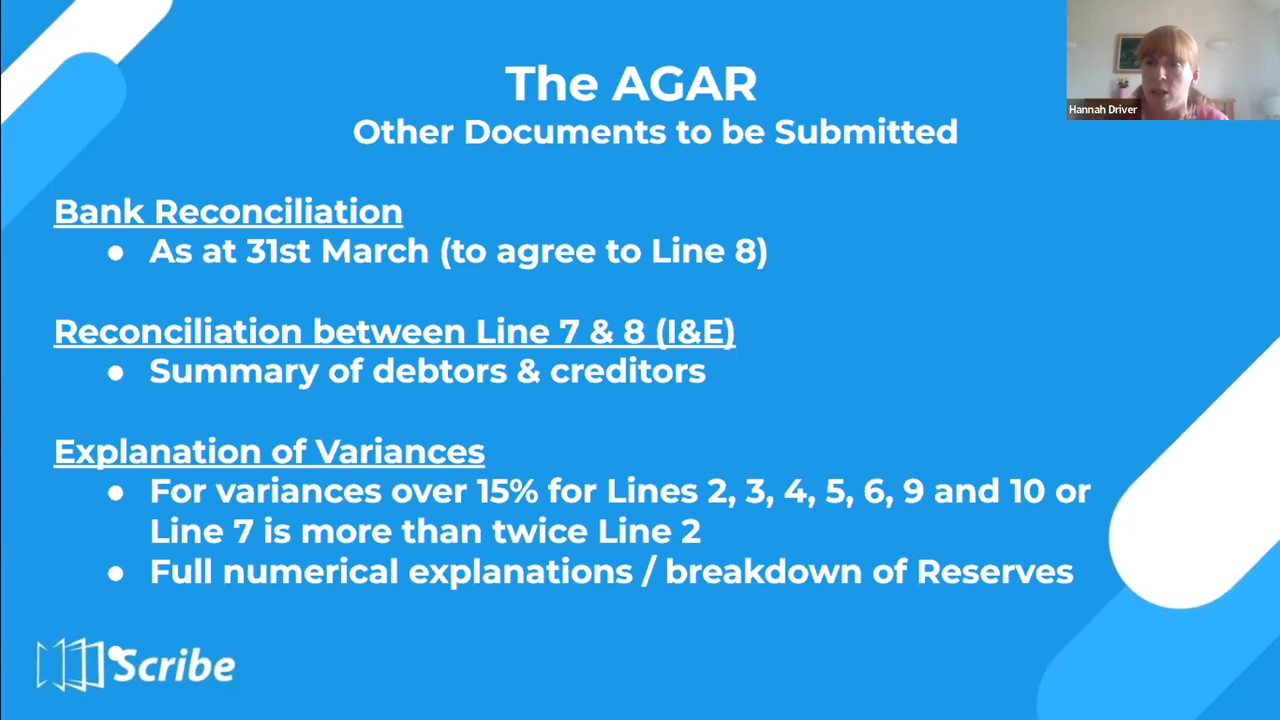 The AGAR
Other Documents to be Submitted
Hannah Driver
Bank Reconciliation
● As at 31st March (to agree to Line 8)
Reconciliation between Line 7 & 8 (I&E)
● Summary of debtors & creditors
Explanation of Variances
● For variances over 15% for Lines 2, 3, 4, 5, 6, 9 and 10 or
Line 7 is more than twice Line 2
● Full numerical explanations / breakdown of Reserves
Scribe